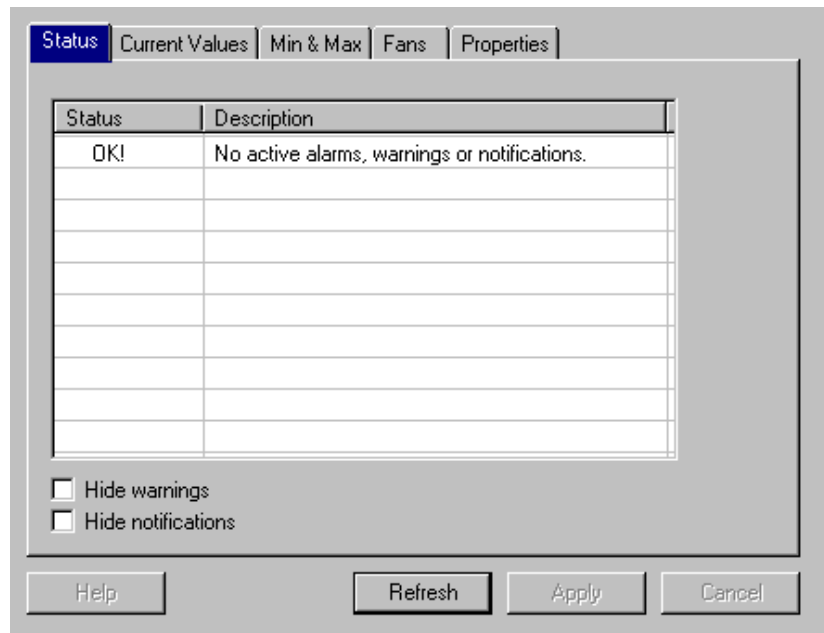 Status Current Values Min & Max Fans Properties
Status Description
OK! No active alarms, warnings or notifications.
Hide warnings
Hide notifications
Help Refresh Apply Cancel